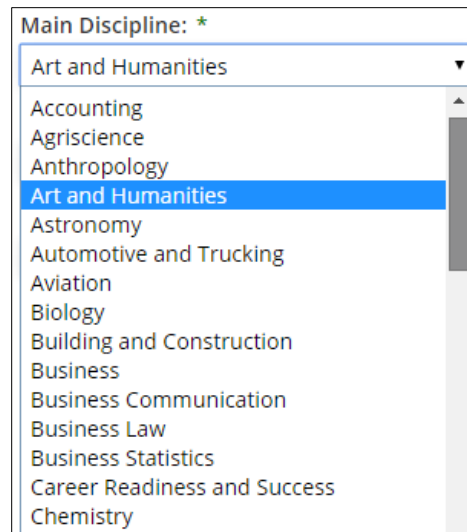 Main Discipline: *
Art and Humanities
Accounting
Agriscience
Anthropology
Art and Humanities
Astronomy
Automotive and Trucking
Aviation
Biology
Building and Construction
Business
Business Communication
Business Law
Business Statistics
Career Readiness and Success
Chemistry